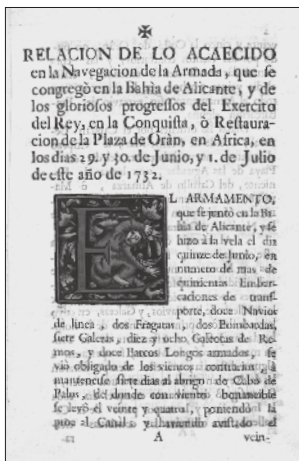 RELACION DE LO ACAECIDO
en la Navegacion de la Armada, que se
congregò en la Bahia de Alicante, y de
los gloriosos progressos del Exercito
del Rey, en la Conquista, ò Restaura-
cion de la Plaza de Oràn, en Africa, en
los dias 29. y 30. de Junio, y 1. de Julio
de este año de 1732.
EL ARMAMENTO,
que se juntò en la Ba-
hia de Alicante, y se
hizo à la vela el dia
quinze de Junio, en
numero de mas de
quinientas Embar-
caciones de trans-
porte, doce Navios
de linea, dos Fragatas, dos Bombardas,
siete Galeras, diez y ocho Galeotas de Re-
mos, y doce Barcos Longos armados, se
viò obligado de los vientos contrarios, à
mantenerse siete dias al abrigo de Cabo de
Palos, de donde con viento bonancible
se levò el veinte y quatro, poniendo la
proa al Canal, y haviendo avistado el
A
vein-